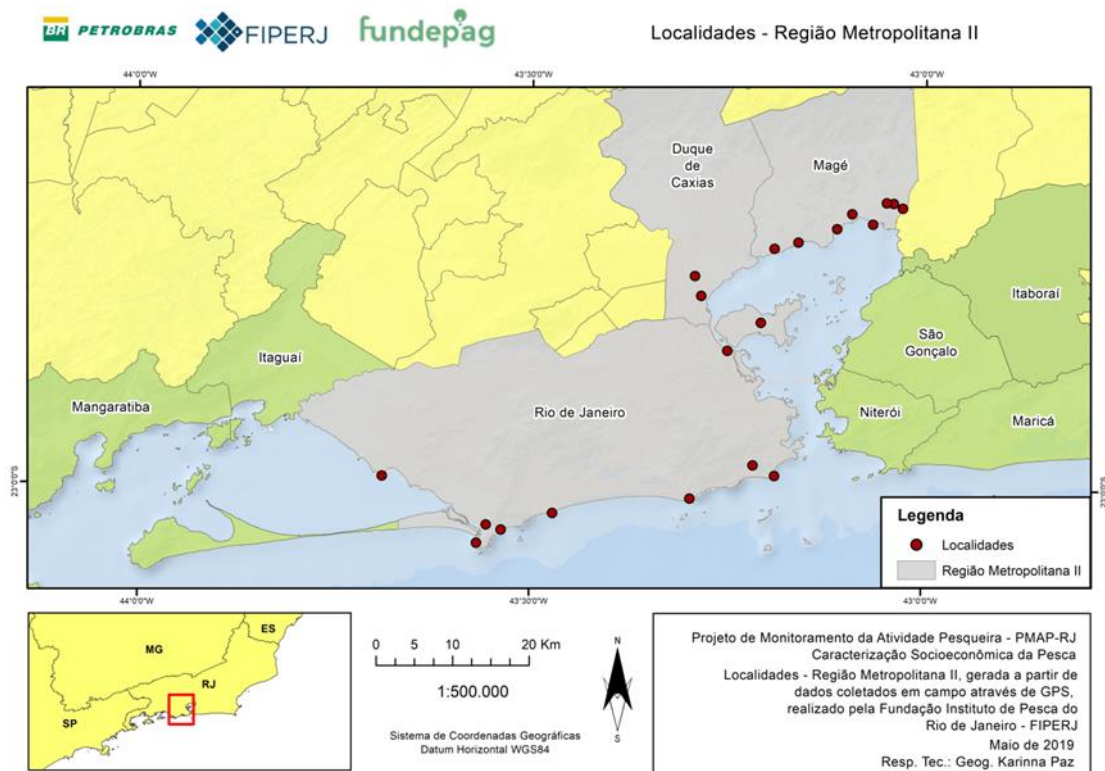 BR PETROBRAS
FIPERJ
fundepag
Localidades - Região Metropolitana II
44°0'0"W
43°30'0"W
43°0'0"W
Duque
de
Caxias
Magé
Itaboraí
São
Gonçalo
Itaguaí
Mangaratiba
Rio de Janeiro
Niterói
Maricá
23°0'0"S
23°0'0"S
Legenda
Localidades
Região Metropolitana II
44°0'0"W
43°30'0"W
43°0'0"W
ES
MG
RJ
SP
0 5 10 20 Km
1:500.000
Sistema de Coordenadas Geográficas
Datum Horizontal WGS84
N
S
Projeto de Monitoramento da Atividade Pesqueira - PMAP-RJ
Caracterização Socioeconômica da Pesca
Localidades - Região Metropolitana II, gerada a partir de
dados coletados em campo através de GPS,
realizado pela Fundação Instituto de Pesca do
Rio de Janeiro - FIPERJ
Maio de 2019
Resp. Tec.: Geog. Karinna Paz